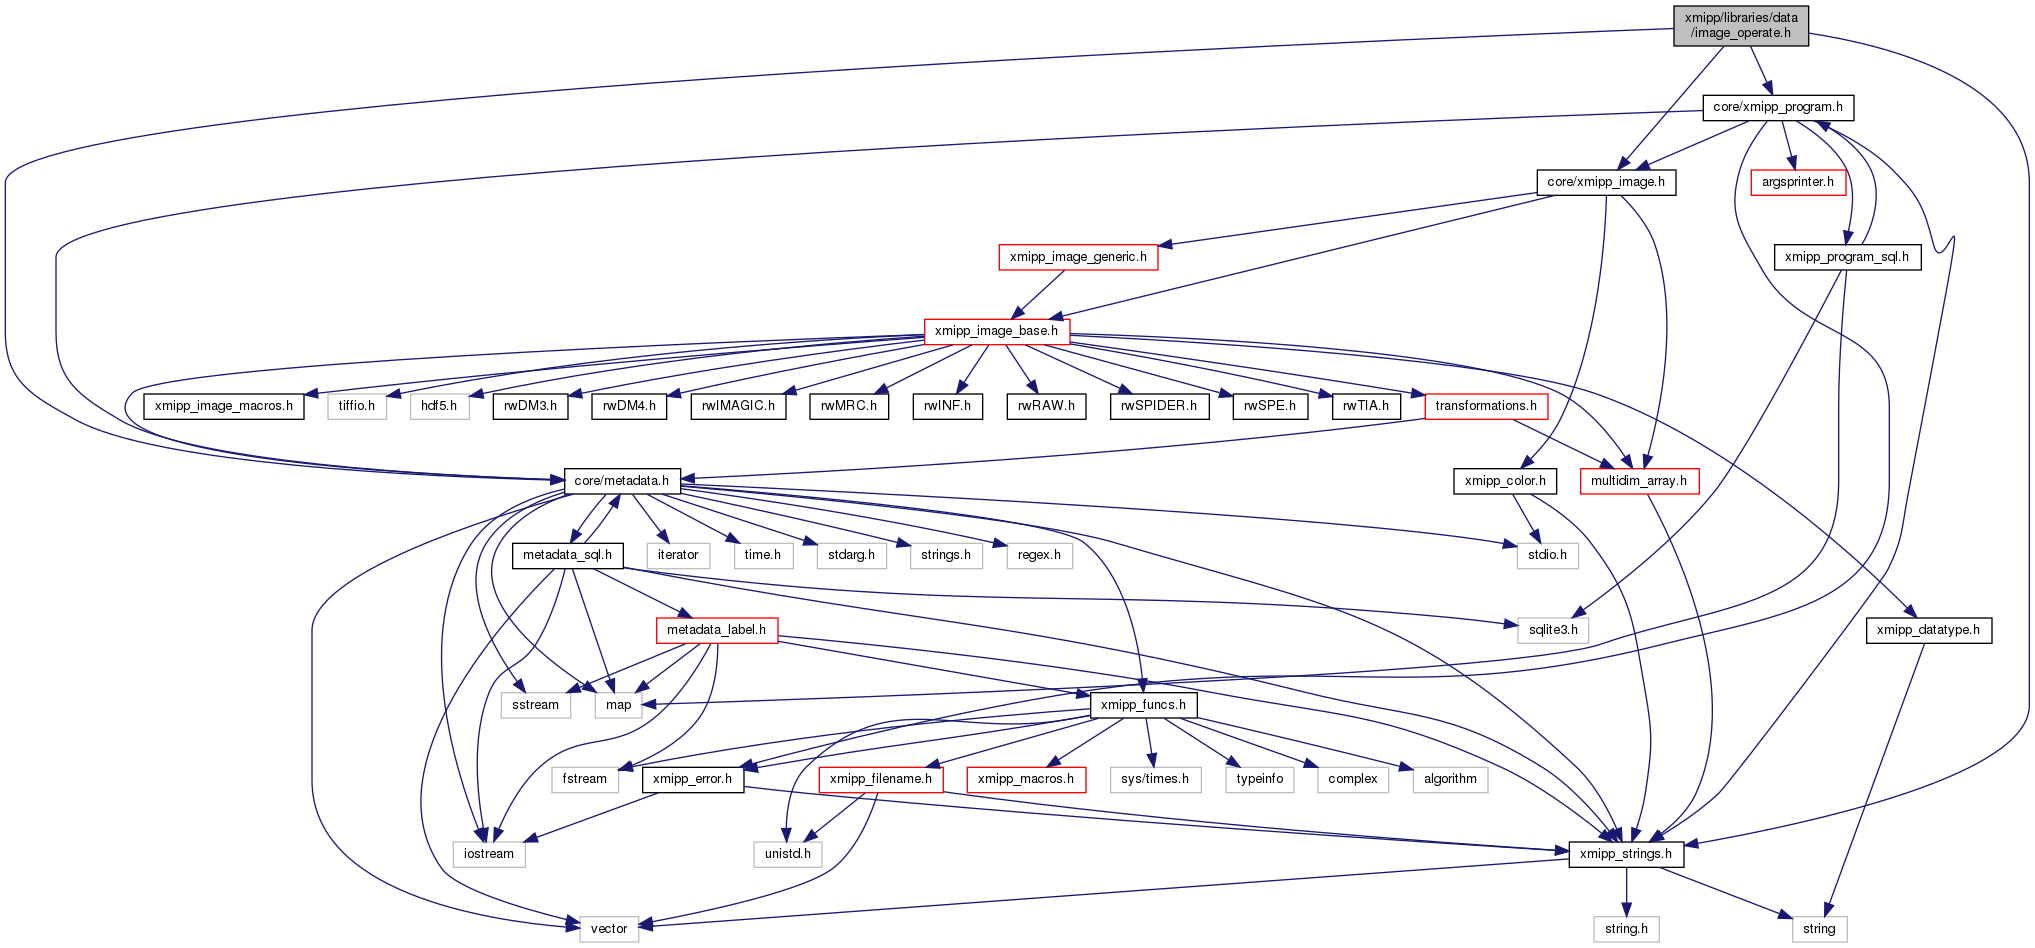 xmipp/libraries/data
/image_operate.h
core/xmipp_program.h
core/xmipp_image.h
argsprinter.h
xmipp_image_generic.h
xmipp_program_sql.h
xmipp_image_base.h
xmipp_image_macros.h
tiffio.h
hdf5.h
rwDM3.h
rwDM4.h
rwIMAGIC.h
rwMRC.h
rwINF.h
rwRAW.h
rwSPIDER.h
rwSPE.h
rwTIA.h
transformations.h
core/metadata.h
xmipp_color.h
multidim_array.h
metadata_sql.h
iterator
time.h
stdarg.h
strings.h
regex.h
stdio.h
metadata_label.h
sqlite3.h
xmipp_datatype.h
sstream
map
xmipp_funcs.h
fstream
xmipp_error.h
xmipp_filename.h
xmipp_macros.h
sys/times.h
typeinfo
complex
algorithm
iostream
unistd.h
xmipp_strings.h
vector
string.h
string